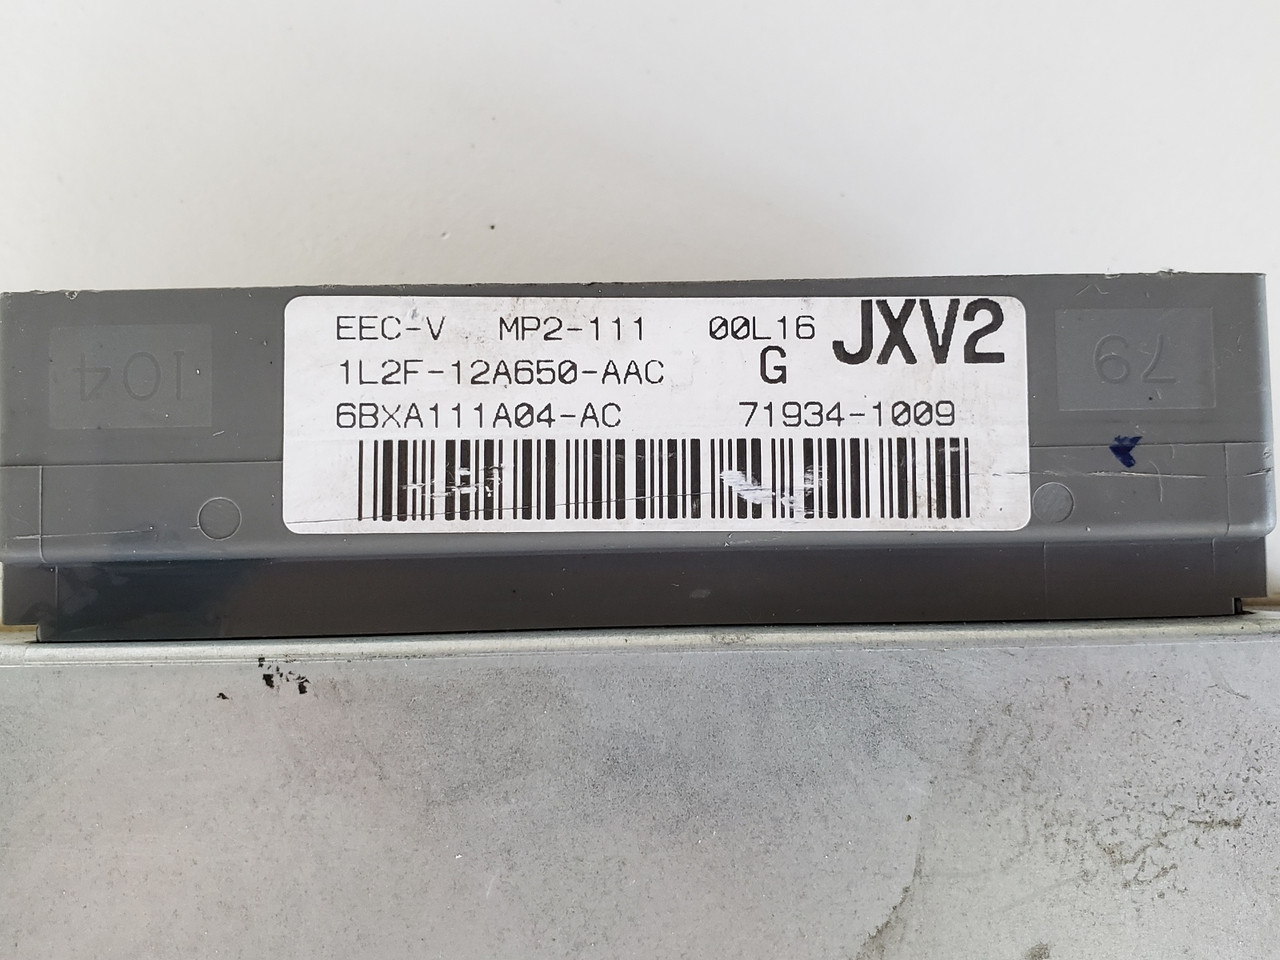 EEC-V MP2-111 00L16 JXV2
1L2F-12A650-AAC G
6BXA111A04-AC 71934-1009
104
79